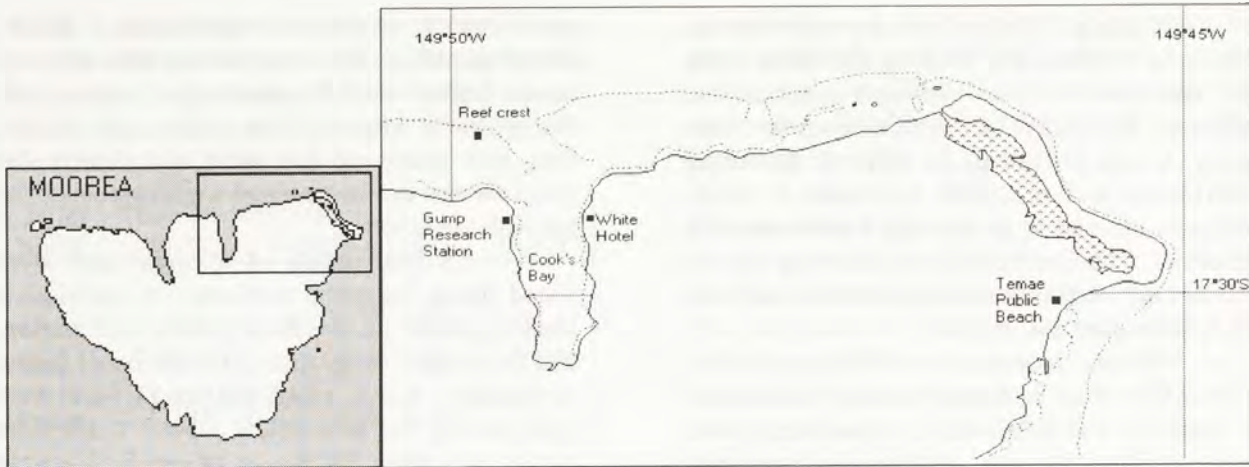 149°50'W
149°45'W
Reef crest
MOOREA
Gump
Research
Station
White
Hotel
Cook's
Bay
Temae
Public
Beach
17°30'S